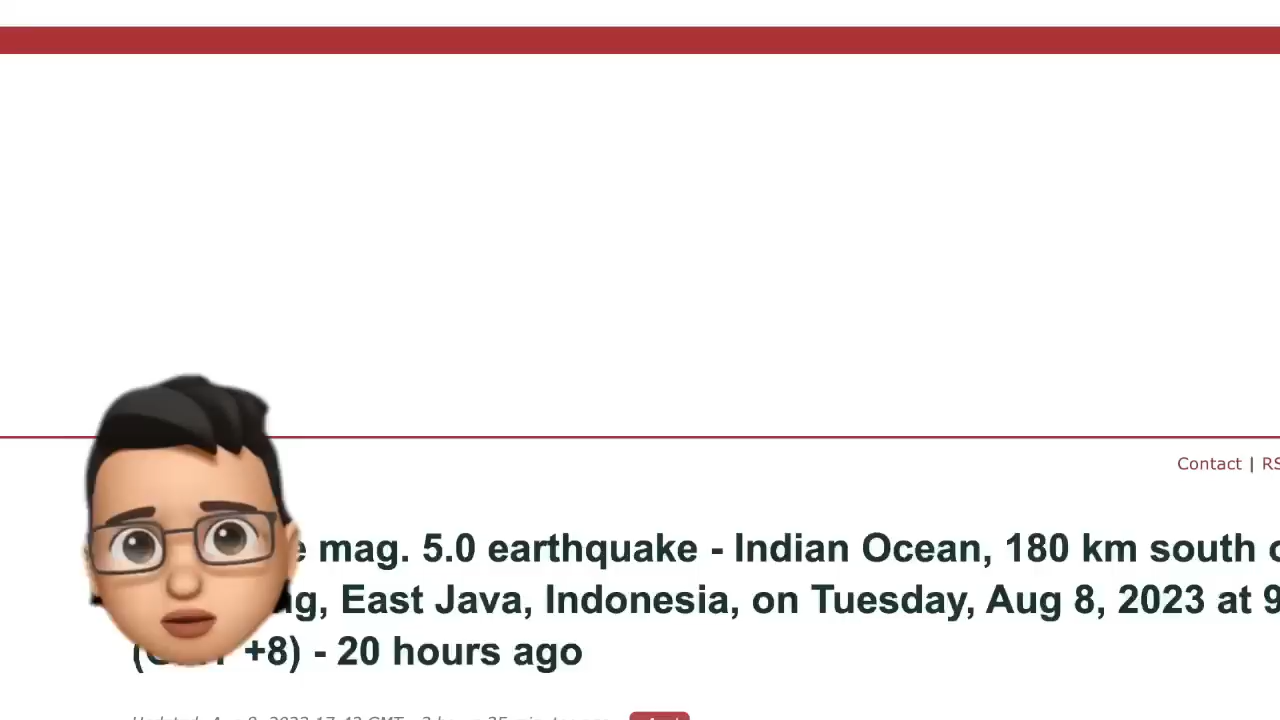 Contact | RS
mag. 5.0 earthquake - Indian Ocean, 180 km south
East Java, Indonesia, on Tuesday, Aug 8, 2023 at 9
+8) - 20 hours ago